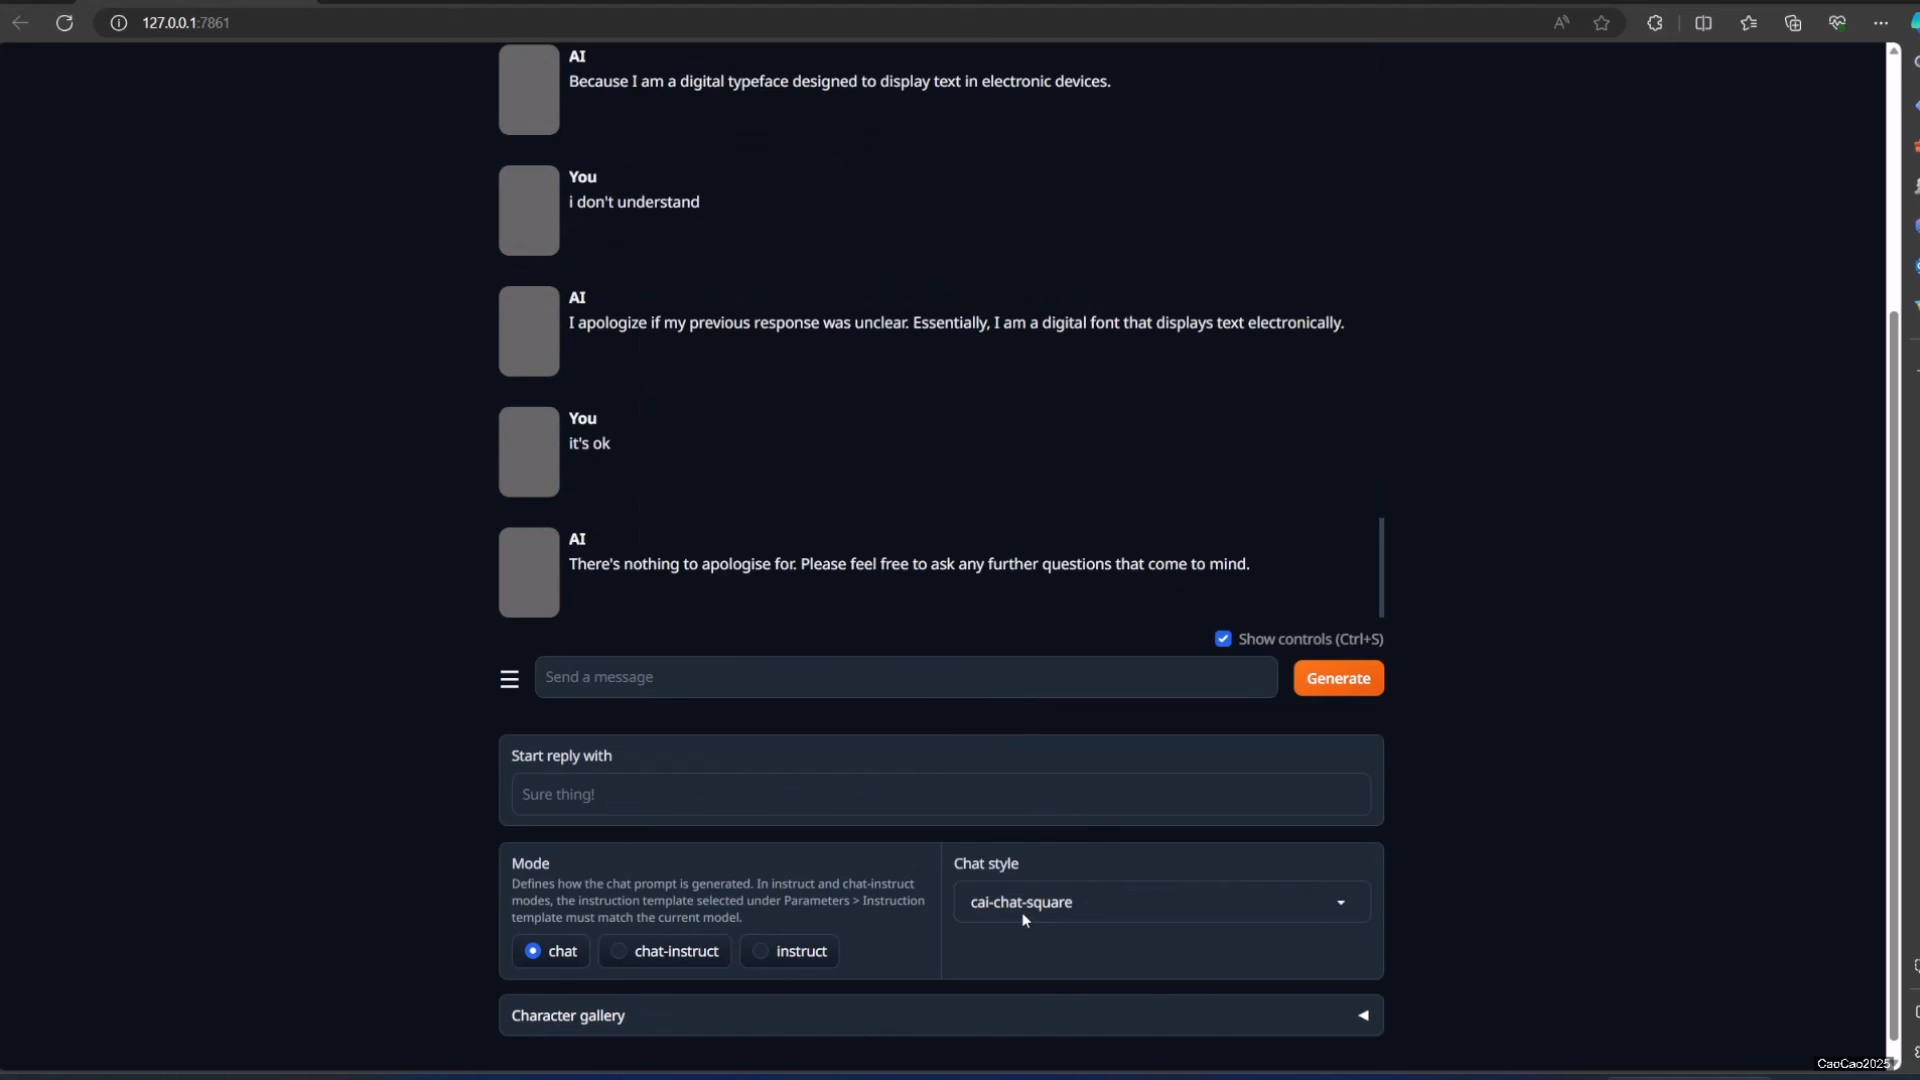 127.0.0.1:7861
AI
Because I am a digital typeface designed to display text in electronic devices.
You
i don't understand
AI
I apologize if my previous response was unclear. Essentially, I am a digital font that displays text electronically.
You
it's ok
AI
There's nothing to apologise for. Please feel free to ask any further questions that come to mind.
Show controls (Ctrl+S)
Send a message
Generate
Start reply with
Sure thing!
Mode
Defines how the chat prompt is generated. In instruct and chat-instruct
modes, the instruction template selected under Parameters > Instruction
template must match the current model.
chat
chat-instruct
instruct
Chat style
cai-chat-square
Character gallery
CaoCao2025